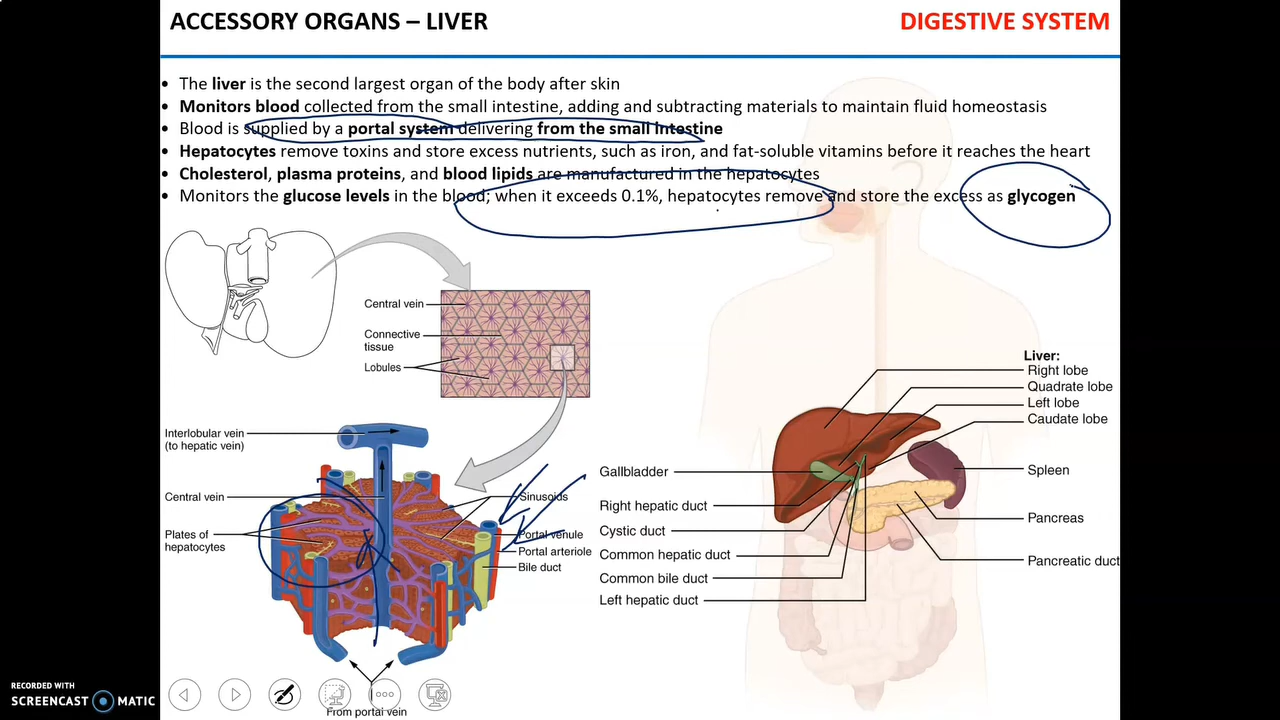 ACCESSORY ORGANS – LIVER
DIGESTIVE SYSTEM
• The liver is the second largest organ of the body after skin
• Monitors blood collected from the small intestine, adding and subtracting materials to maintain fluid homeostasis
• Blood is supplied by a portal system delivering from the small intestine
• Hepatocytes remove toxins and store excess nutrients, such as iron, and fat-soluble vitamins before it reaches the heart
• Cholesterol, plasma proteins, and blood lipids are manufactured in the hepatocytes
• Monitors the glucose levels in the blood; when it exceeds 0.1%, hepatocytes remove and store the excess as glycogen
Central vein
Connective
tissue
Lobules
Interlobular vein
(to hepatic vein)
Central vein
Plates of
hepatocytes
Sinusoids
Portal venule
Portal arteriole
Bile duct
From portal vein
Liver:
Right lobe
Quadrate lobe
Left lobe
Caudate lobe
Gallbladder
Right hepatic duct
Cystic duct
Common hepatic duct
Common bile duct
Left hepatic duct
Spleen
Pancreas
Pancreatic duct
RECORDED WITH
SCREENCAST MATIC